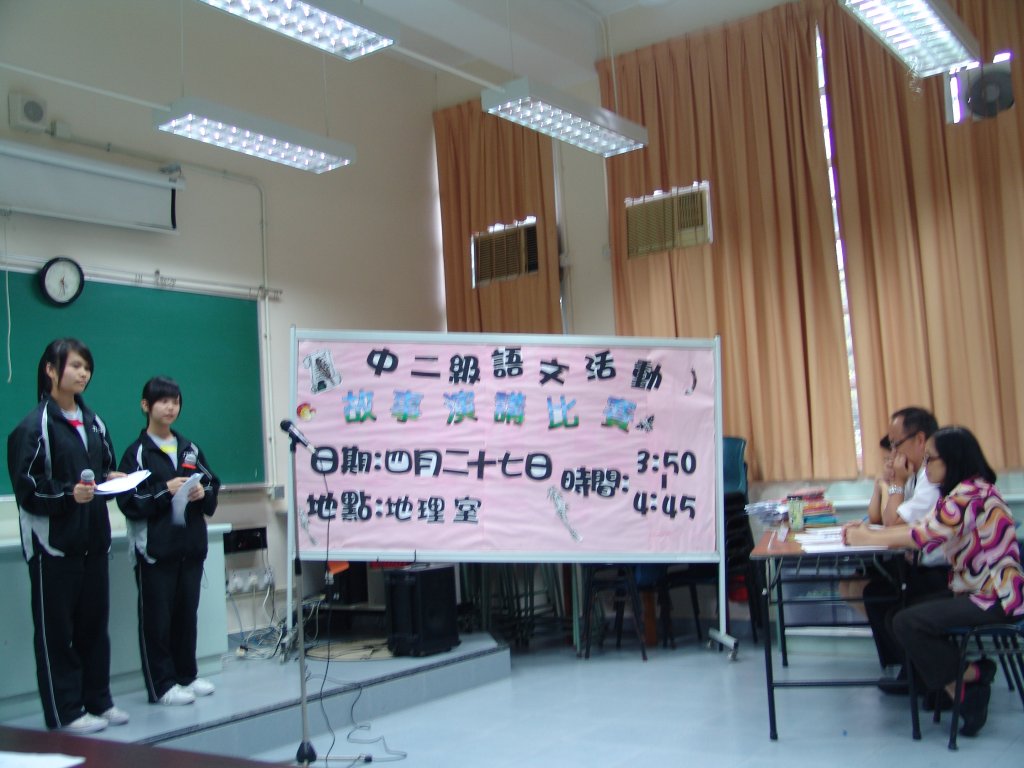 中二級語文活動
故事演講比賽
日期:四月二十七日 時間: 3:50 | 4:45
地點:地理室